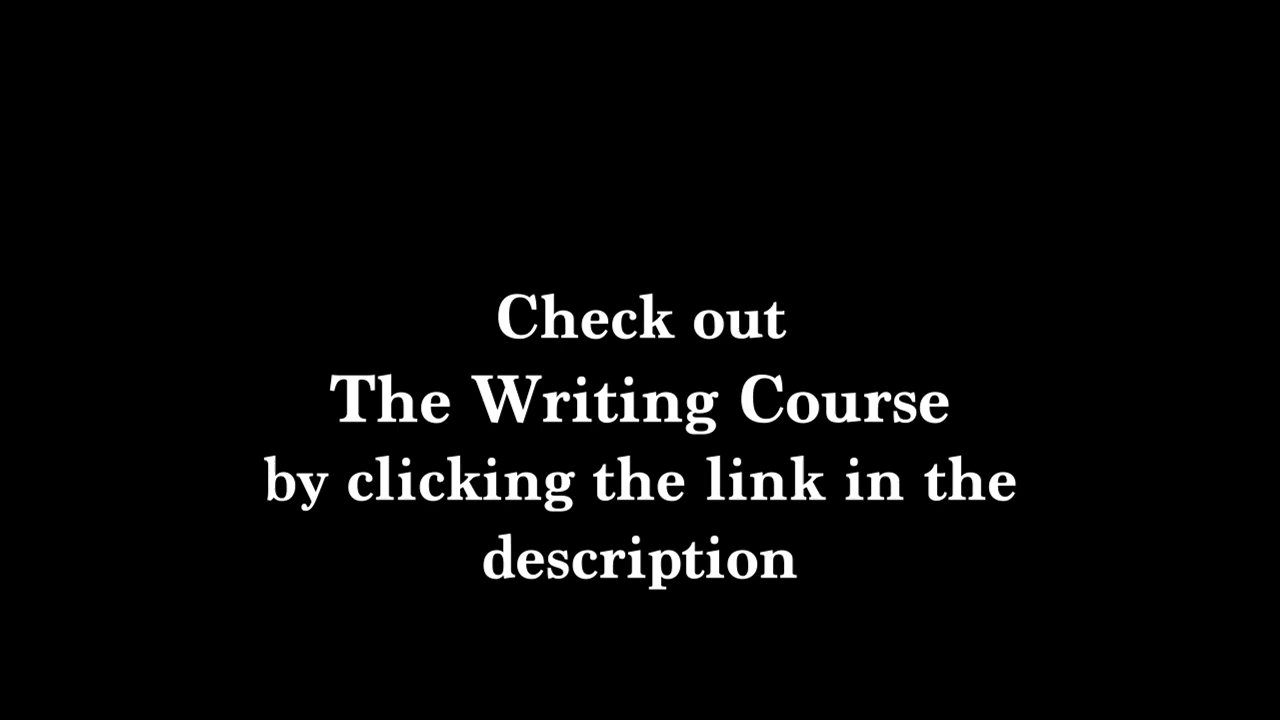 Check out
The Writing Course
by clicking the link in the
description